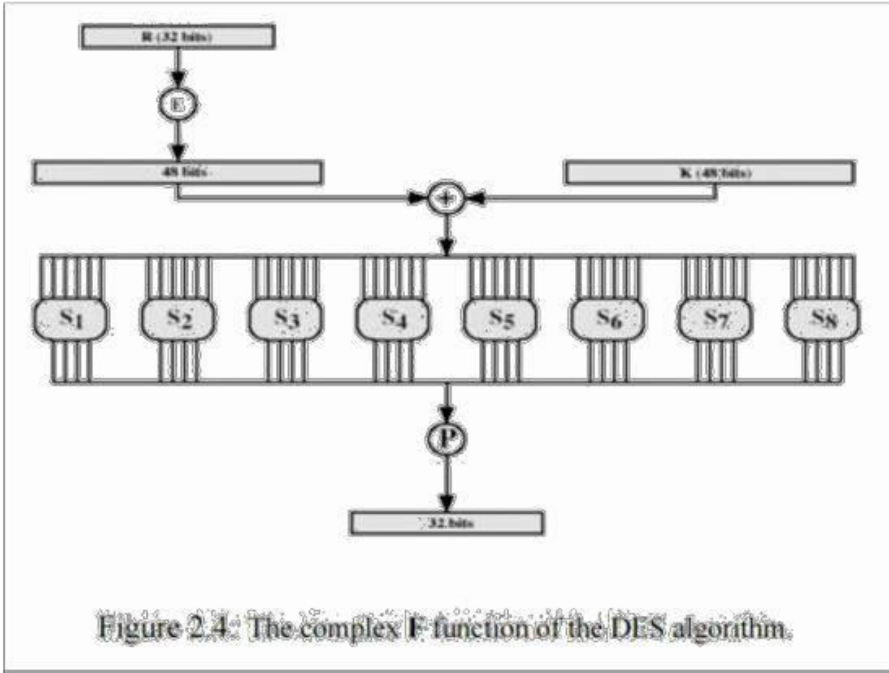 R (32 bits)
E
48 bits
K (48 bits)
+
S1 S2 S3 S4 S5 S6 S7 S8
P
32 bits
Figure 2.4: The complex F function of the DES algorithm.